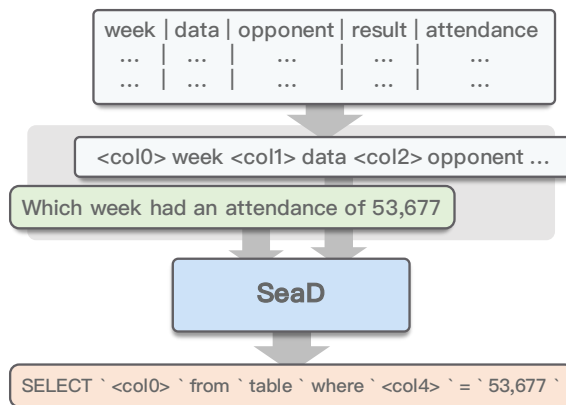 week | data | opponent | result | attendance
... | ... | ... | ... | ...
... | ... | ... | ... | ...
<col0> week <col1> data <col2> opponent ...
Which week had an attendance of 53,677
SeaD
SELECT ` <col0> ` from ` table ` where ` <col4> ` = ` 53,677 `